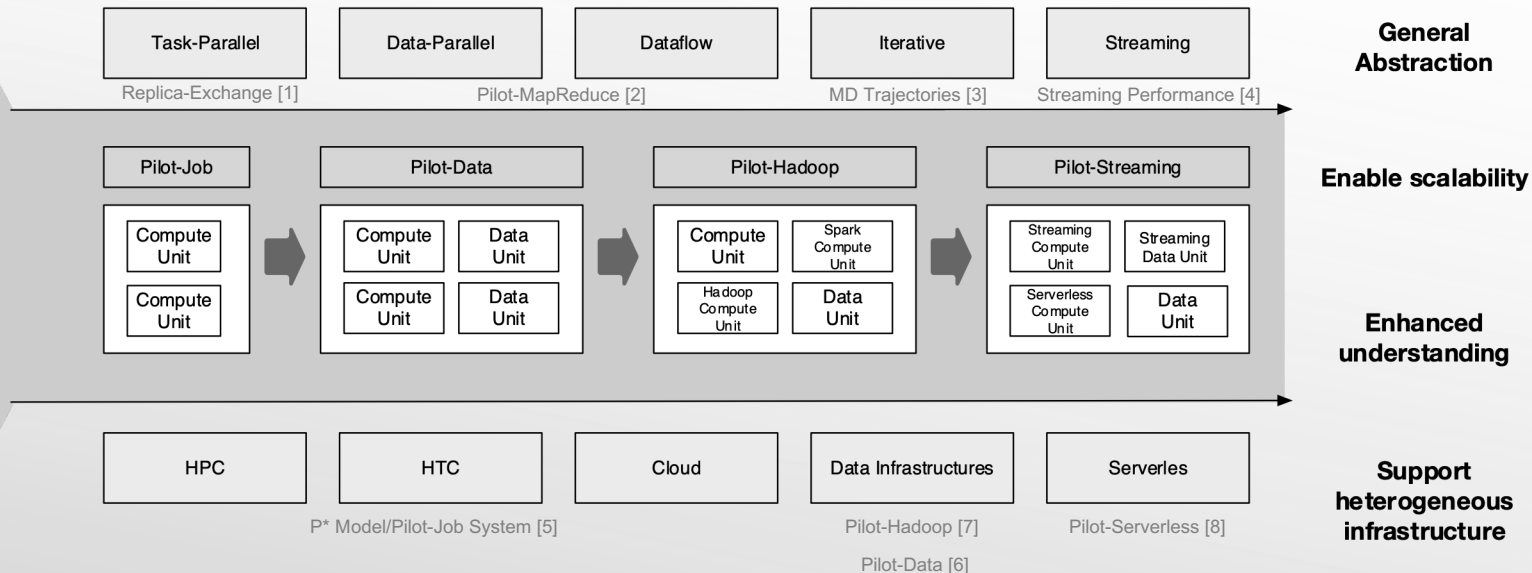 Task-Parallel
Data-Parallel
Dataflow
Iterative
Streaming
General
Abstraction
Replica-Exchange [1]
Pilot-MapReduce [2]
MD Trajectories [3]
Streaming Performance [4]
Pilot-Job
Pilot-Data
Pilot-Hadoop
Pilot-Streaming
Enable scalability
Compute
Unit
Compute
Unit
Compute
Unit
Data
Unit
Compute
Unit
Data
Unit
Compute
Unit
Spark
Compute
Unit
Hadoop
Compute
Unit
Data
Unit
Streaming
Compute
Unit
Streaming
Data Unit
Serverless
Compute
Unit
Data
Unit
Enhanced
understanding
HPC
HTC
Cloud
Data Infrastructures
Serverles
Support
heterogeneous
infrastructure
P* Model/Pilot-Job System [5]
Pilot-Hadoop [7]
Pilot-Serverless [8]
Pilot-Data [6]